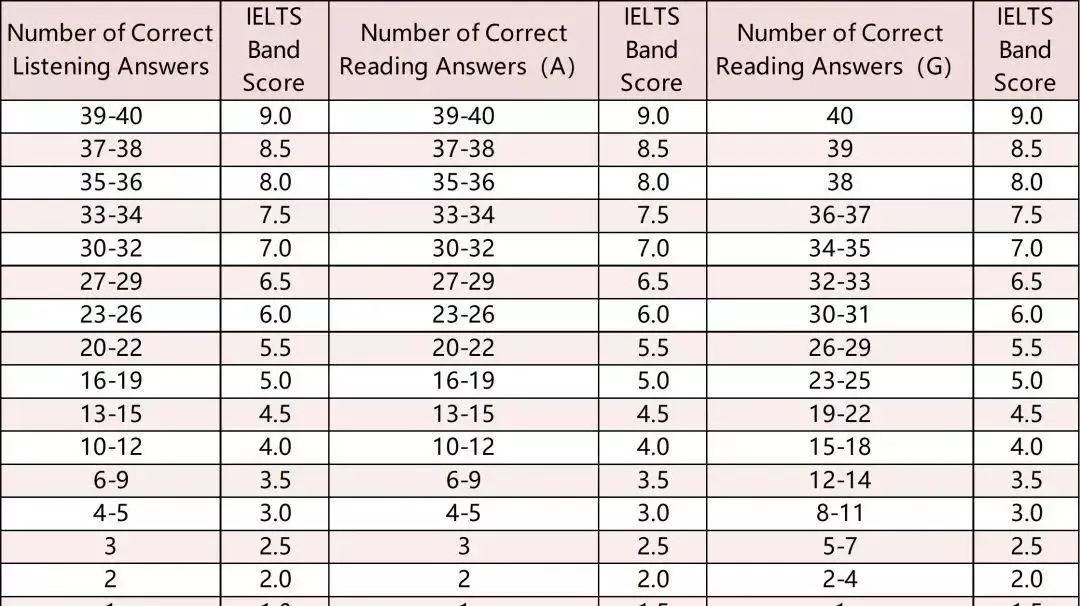 Number of Correct Listening Answers IELTS Band Score Number of Correct Reading Answers (A) IELTS Band Score Number of Correct Reading Answers (G) IELTS Band Score
39-40 9.0 39-40 9.0 40 9.0
37-38 8.5 37-38 8.5 39 8.5
35-36 8.0 35-36 8.0 38 8.0
33-34 7.5 33-34 7.5 36-37 7.5
30-32 7.0 30-32 7.0 34-35 7.0
27-29 6.5 27-29 6.5 32-33 6.5
23-26 6.0 23-26 6.0 30-31 6.0
20-22 5.5 20-22 5.5 26-29 5.5
16-19 5.0 16-19 5.0 23-25 5.0
13-15 4.5 13-15 4.5 19-22 4.5
10-12 4.0 10-12 4.0 15-18 4.0
6-9 3.5 6-9 3.5 12-14 3.5
4-5 3.0 4-5 3.0 8-11 3.0
3 2.5 3 2.5 5-7 2.5
2 2.0 2 2.0 2-4 2.0